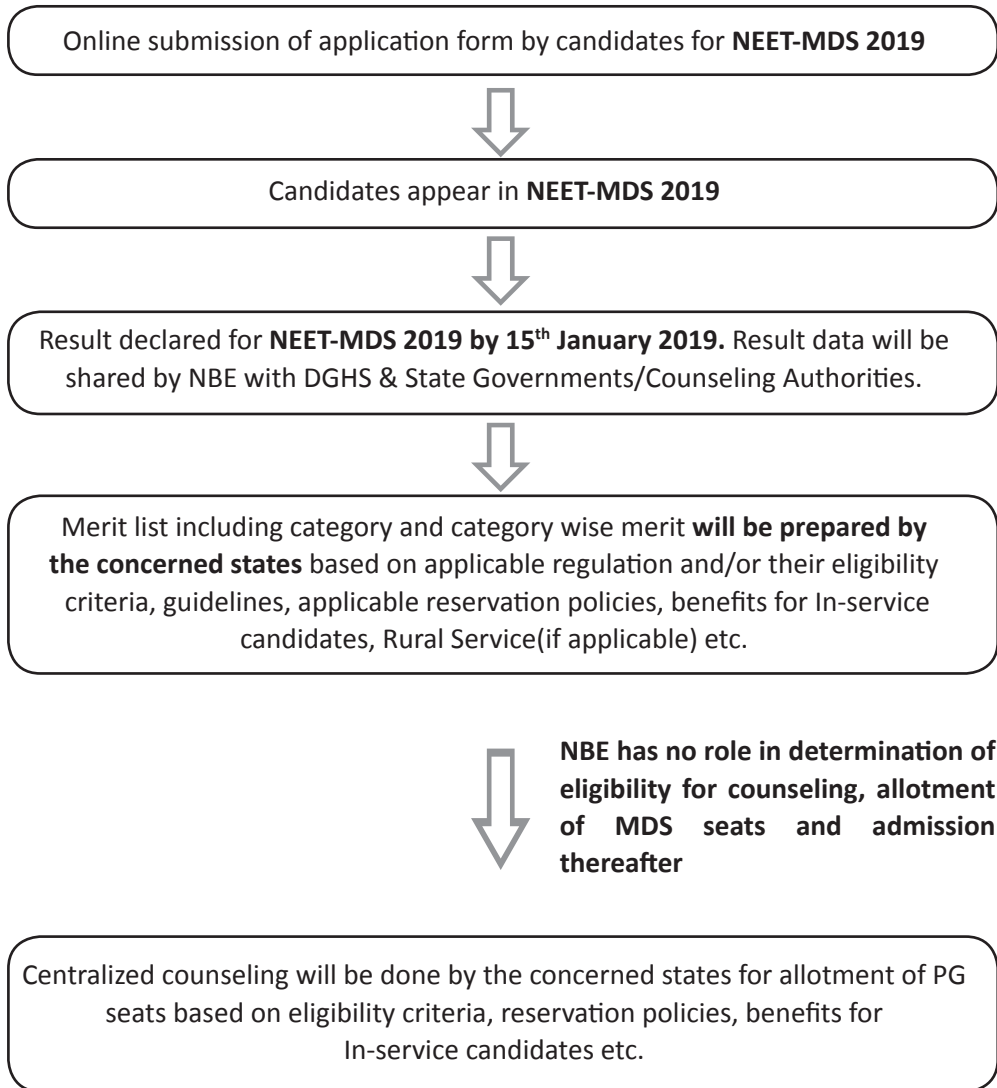 Online submission of application form by candidates for NEET-MDS 2019
Candidates appear in NEET-MDS 2019
Result declared for NEET-MDS 2019 by 15th January 2019. Result data will be
shared by NBE with DGHS & State Governments/Counseling Authorities.
Merit list including category and category wise merit will be prepared by
the concerned states based on applicable regulation and/or their eligibility
criteria, guidelines, applicable reservation policies, benefits for In-service
candidates, Rural Service(if applicable) etc.
NBE has no role in determination of
eligibility for counseling, allotment
of MDS seats and admission
thereafter
Centralized counseling will be done by the concerned states for allotment of PG
seats based on eligibility criteria, reservation policies, benefits for
In-service candidates etc.